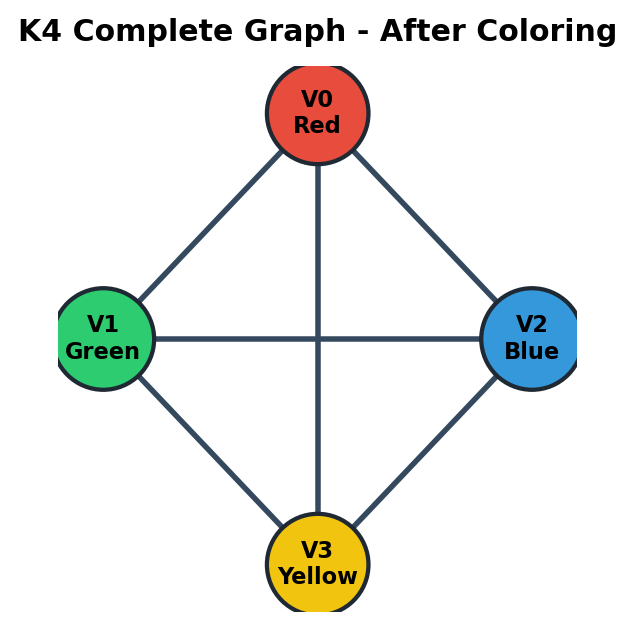 K4 Complete Graph - After Coloring
V0
Red
V1
Green
V2
Blue
V3
Yellow